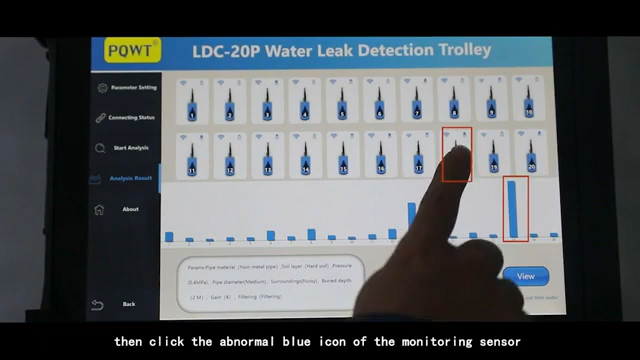 PQWT®
LDC-20P Water Leak Detection Trolley
Parameter Setting
Connecting Status
Start Analysis
Analysis Result
About
Back
1 2 3 4 5 6 7 8 9 10
11 12 13 14 15 16 17 19 20
Params:Pipe material (Non metal pipe) ,Soil layer (Hard soil) ,Pressure
(0.4MPa), Pipe diameter(Medium), Surroundings(Noisy), Buried depth
(2 M) , Gain (4) , Filtering (Filtering)
View
then click the abnormal blue icon of the monitoring sensor